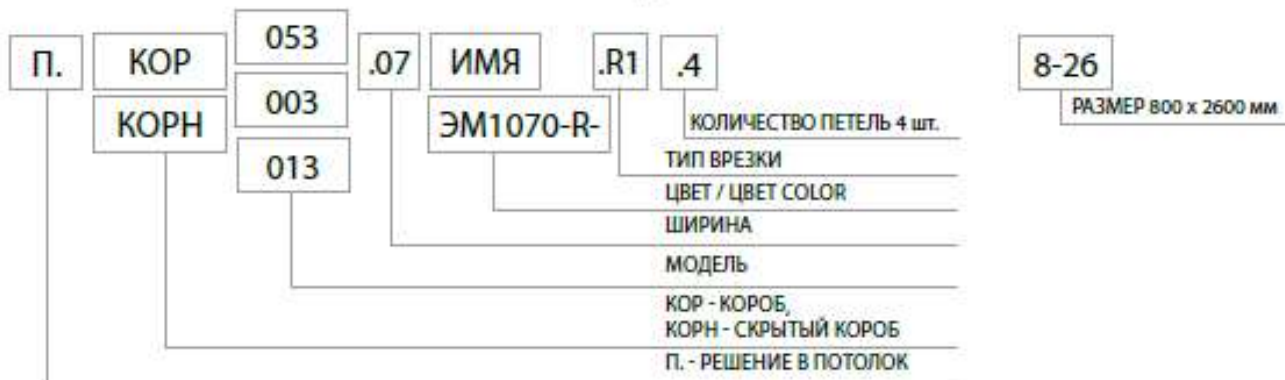 053
П. КОР .07 ИМЯ .R1 .4 8-26
003
КОРН ЭМ1070-R-
РАЗМЕР 800 x 2600 мм
КОЛИЧЕСТВО ПЕТЕЛЬ 4 шт.
013
ТИП ВРЕЗКИ
ЦВЕТ / ЦВЕТ COLOR
ШИРИНА
МОДЕЛЬ
КОР - КОРОБ,
КОРН - СКРЫТЫЙ КОРОБ
П. - РЕШЕНИЕ В ПОТОЛОК